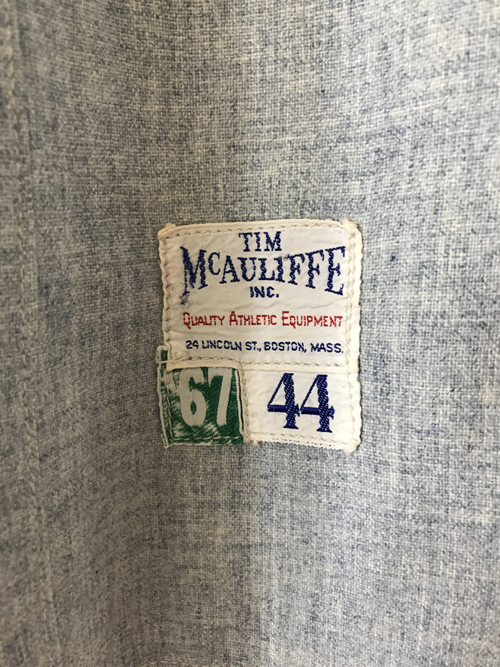 TIM
McAULIFFE
INC.
QUALITY ATHLETIC EQUIPMENT
24 LINCOLN ST., BOSTON, MASS.
67 44